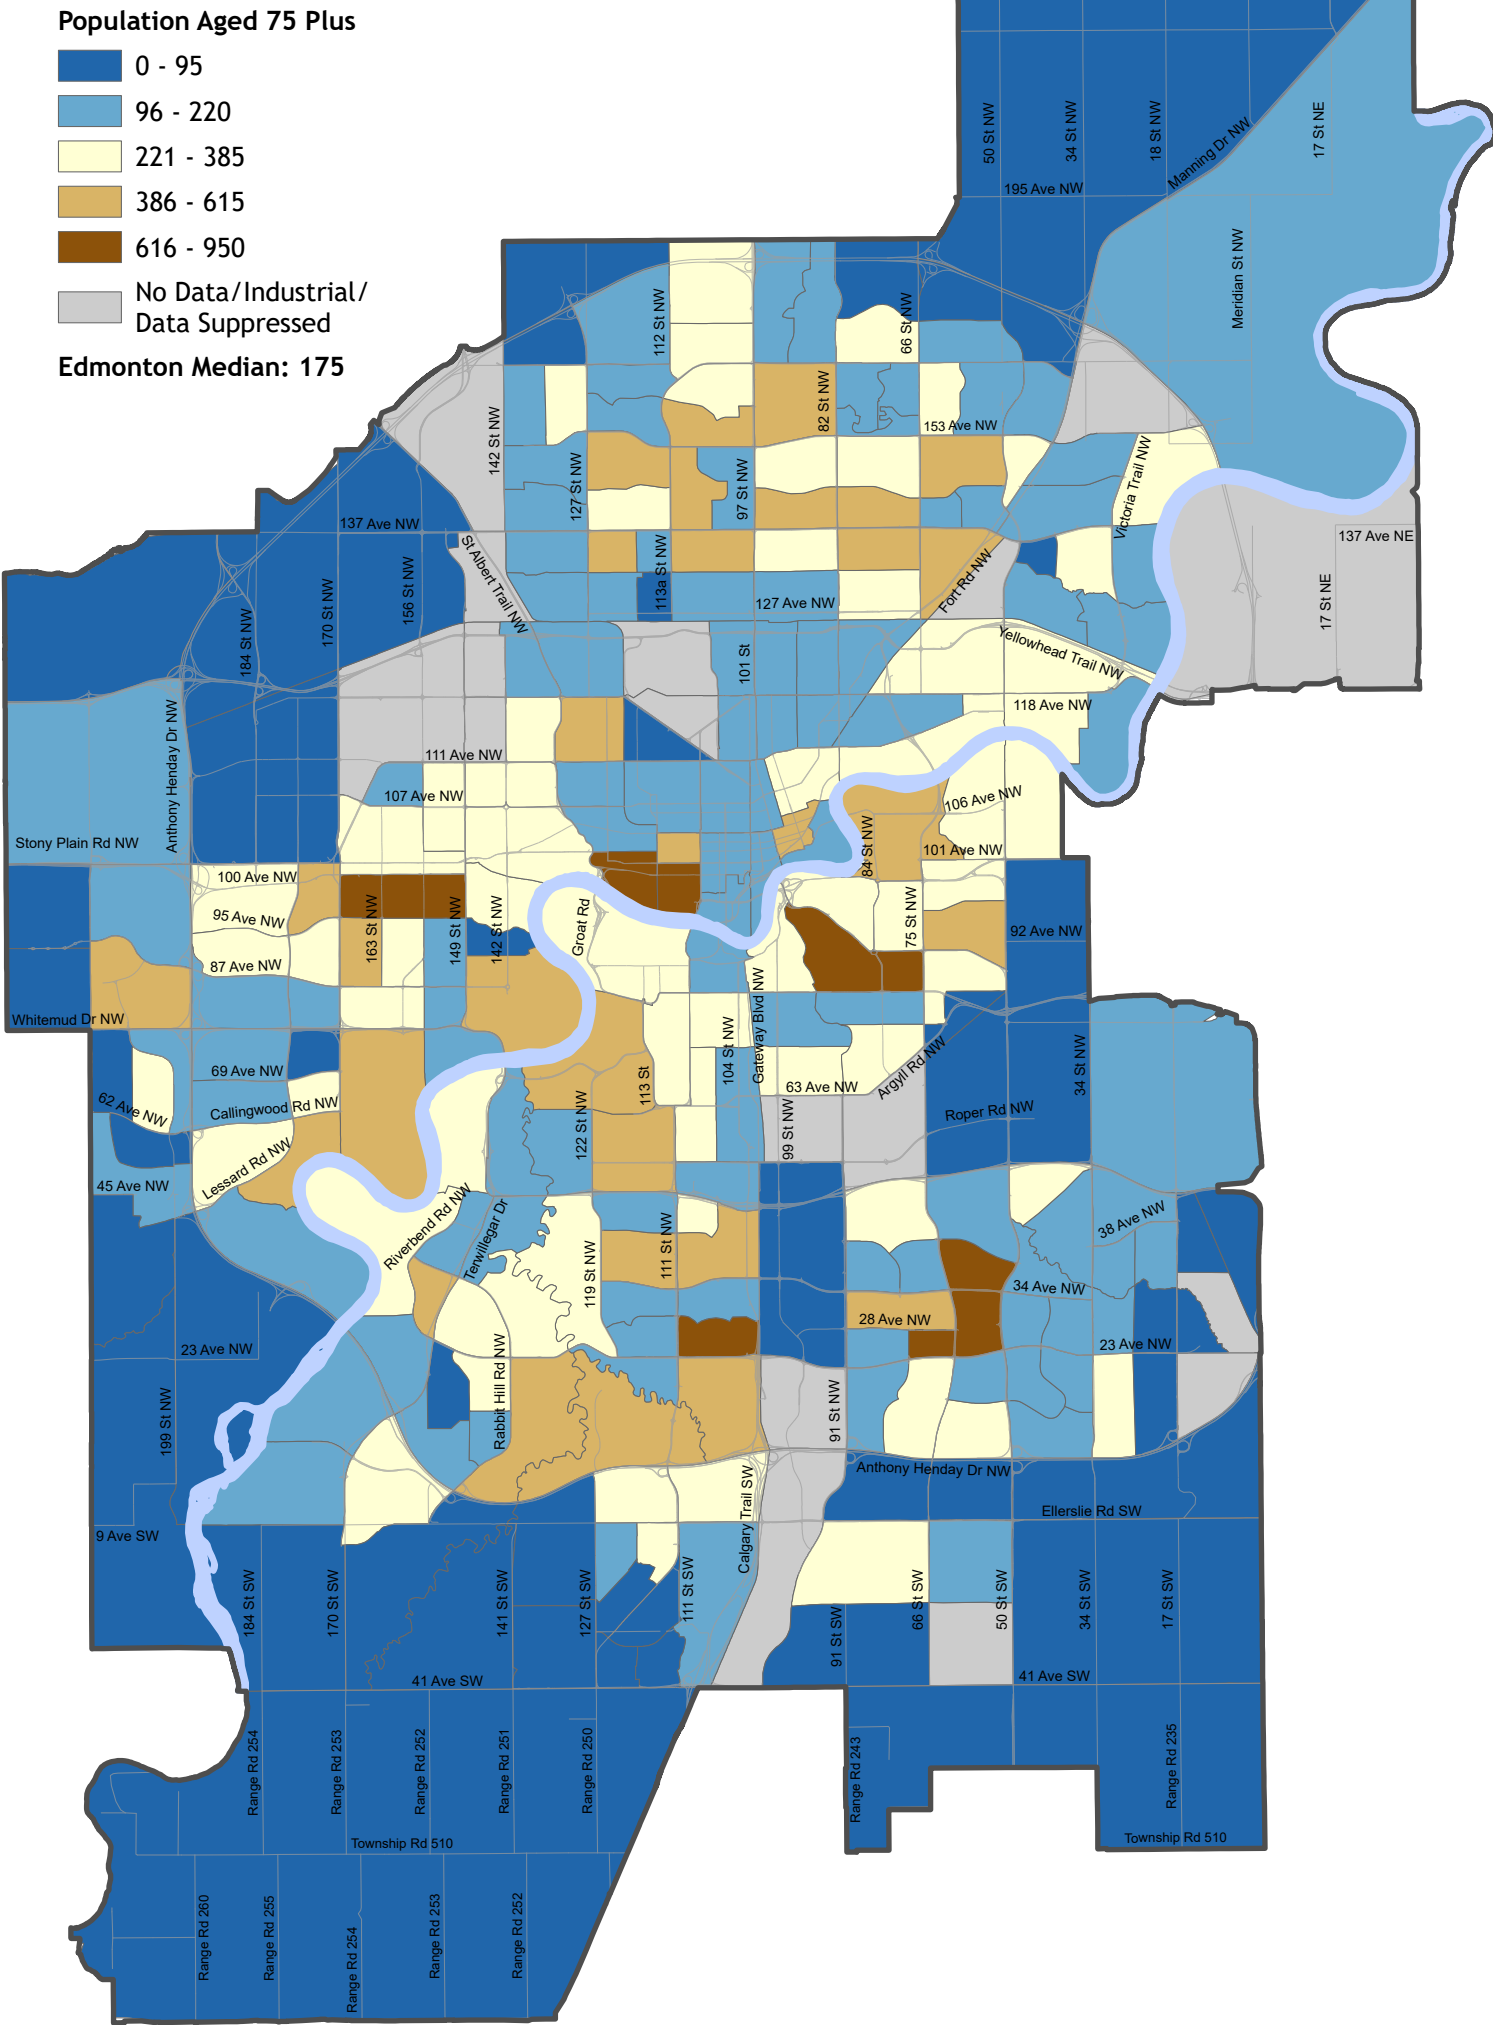 Population Aged 75 Plus
0 - 95
96 - 220
221 - 385
386 - 615
616 - 950
No Data/Industrial/
Data Suppressed
Edmonton Median: 175
50 St NW
34 St NW
18 St NW
Manning Dr NW
17 St NE
195 Ave NW
Meridian St NW
112 St NW
66 St NW
82 St NW
142 St NW
153 Ave NW
127 St NW
97 St NW
Victoria Trail NW
137 Ave NW
137 Ave NE
St Albert Trail NW
113a St NW
Fort Rd NW
156 St NW
170 St NW
184 St NW
127 Ave NW
17 St NE
Yellowhead Trail NW
101 St
118 Ave NW
Anthony Henday Dr NW
111 Ave NW
107 Ave NW
106 Ave NW
Stony Plain Rd NW
84 St NW
101 Ave NW
100 Ave NW
163 St NW
149 St NW
142 St NW
Groat Rd
75 St NW
95 Ave NW
92 Ave NW
87 Ave NW
Whitemud Dr NW
Gateway Blvd NW
104 St NW
34 St NW
69 Ave NW
113 St
63 Ave NW
Argyll Rd NW
62 Ave NW
Callingwood Rd NW
122 St NW
99 St NW
Roper Rd NW
Lessard Rd NW
45 Ave NW
Riverbend Rd NW
Terwillegar Dr
38 Ave NW
119 St NW
111 St NW
34 Ave NW
28 Ave NW
23 Ave NW
23 Ave NW
Rabbit Hill Rd NW
199 St NW
91 St NW
Anthony Henday Dr NW
Calgary Trail SW
Ellerslie Rd SW
9 Ave SW
184 St SW
170 St SW
141 St SW
127 St SW
111 St SW
91 St SW
66 St SW
50 St SW
34 St SW
17 St SW
41 Ave SW
41 Ave SW
Range Rd 254
Range Rd 253
Range Rd 252
Range Rd 251
Range Rd 250
Range Rd 243
Range Rd 235
Township Rd 510
Township Rd 510
Range Rd 260
Range Rd 255
Range Rd 254
Range Rd 253
Range Rd 252